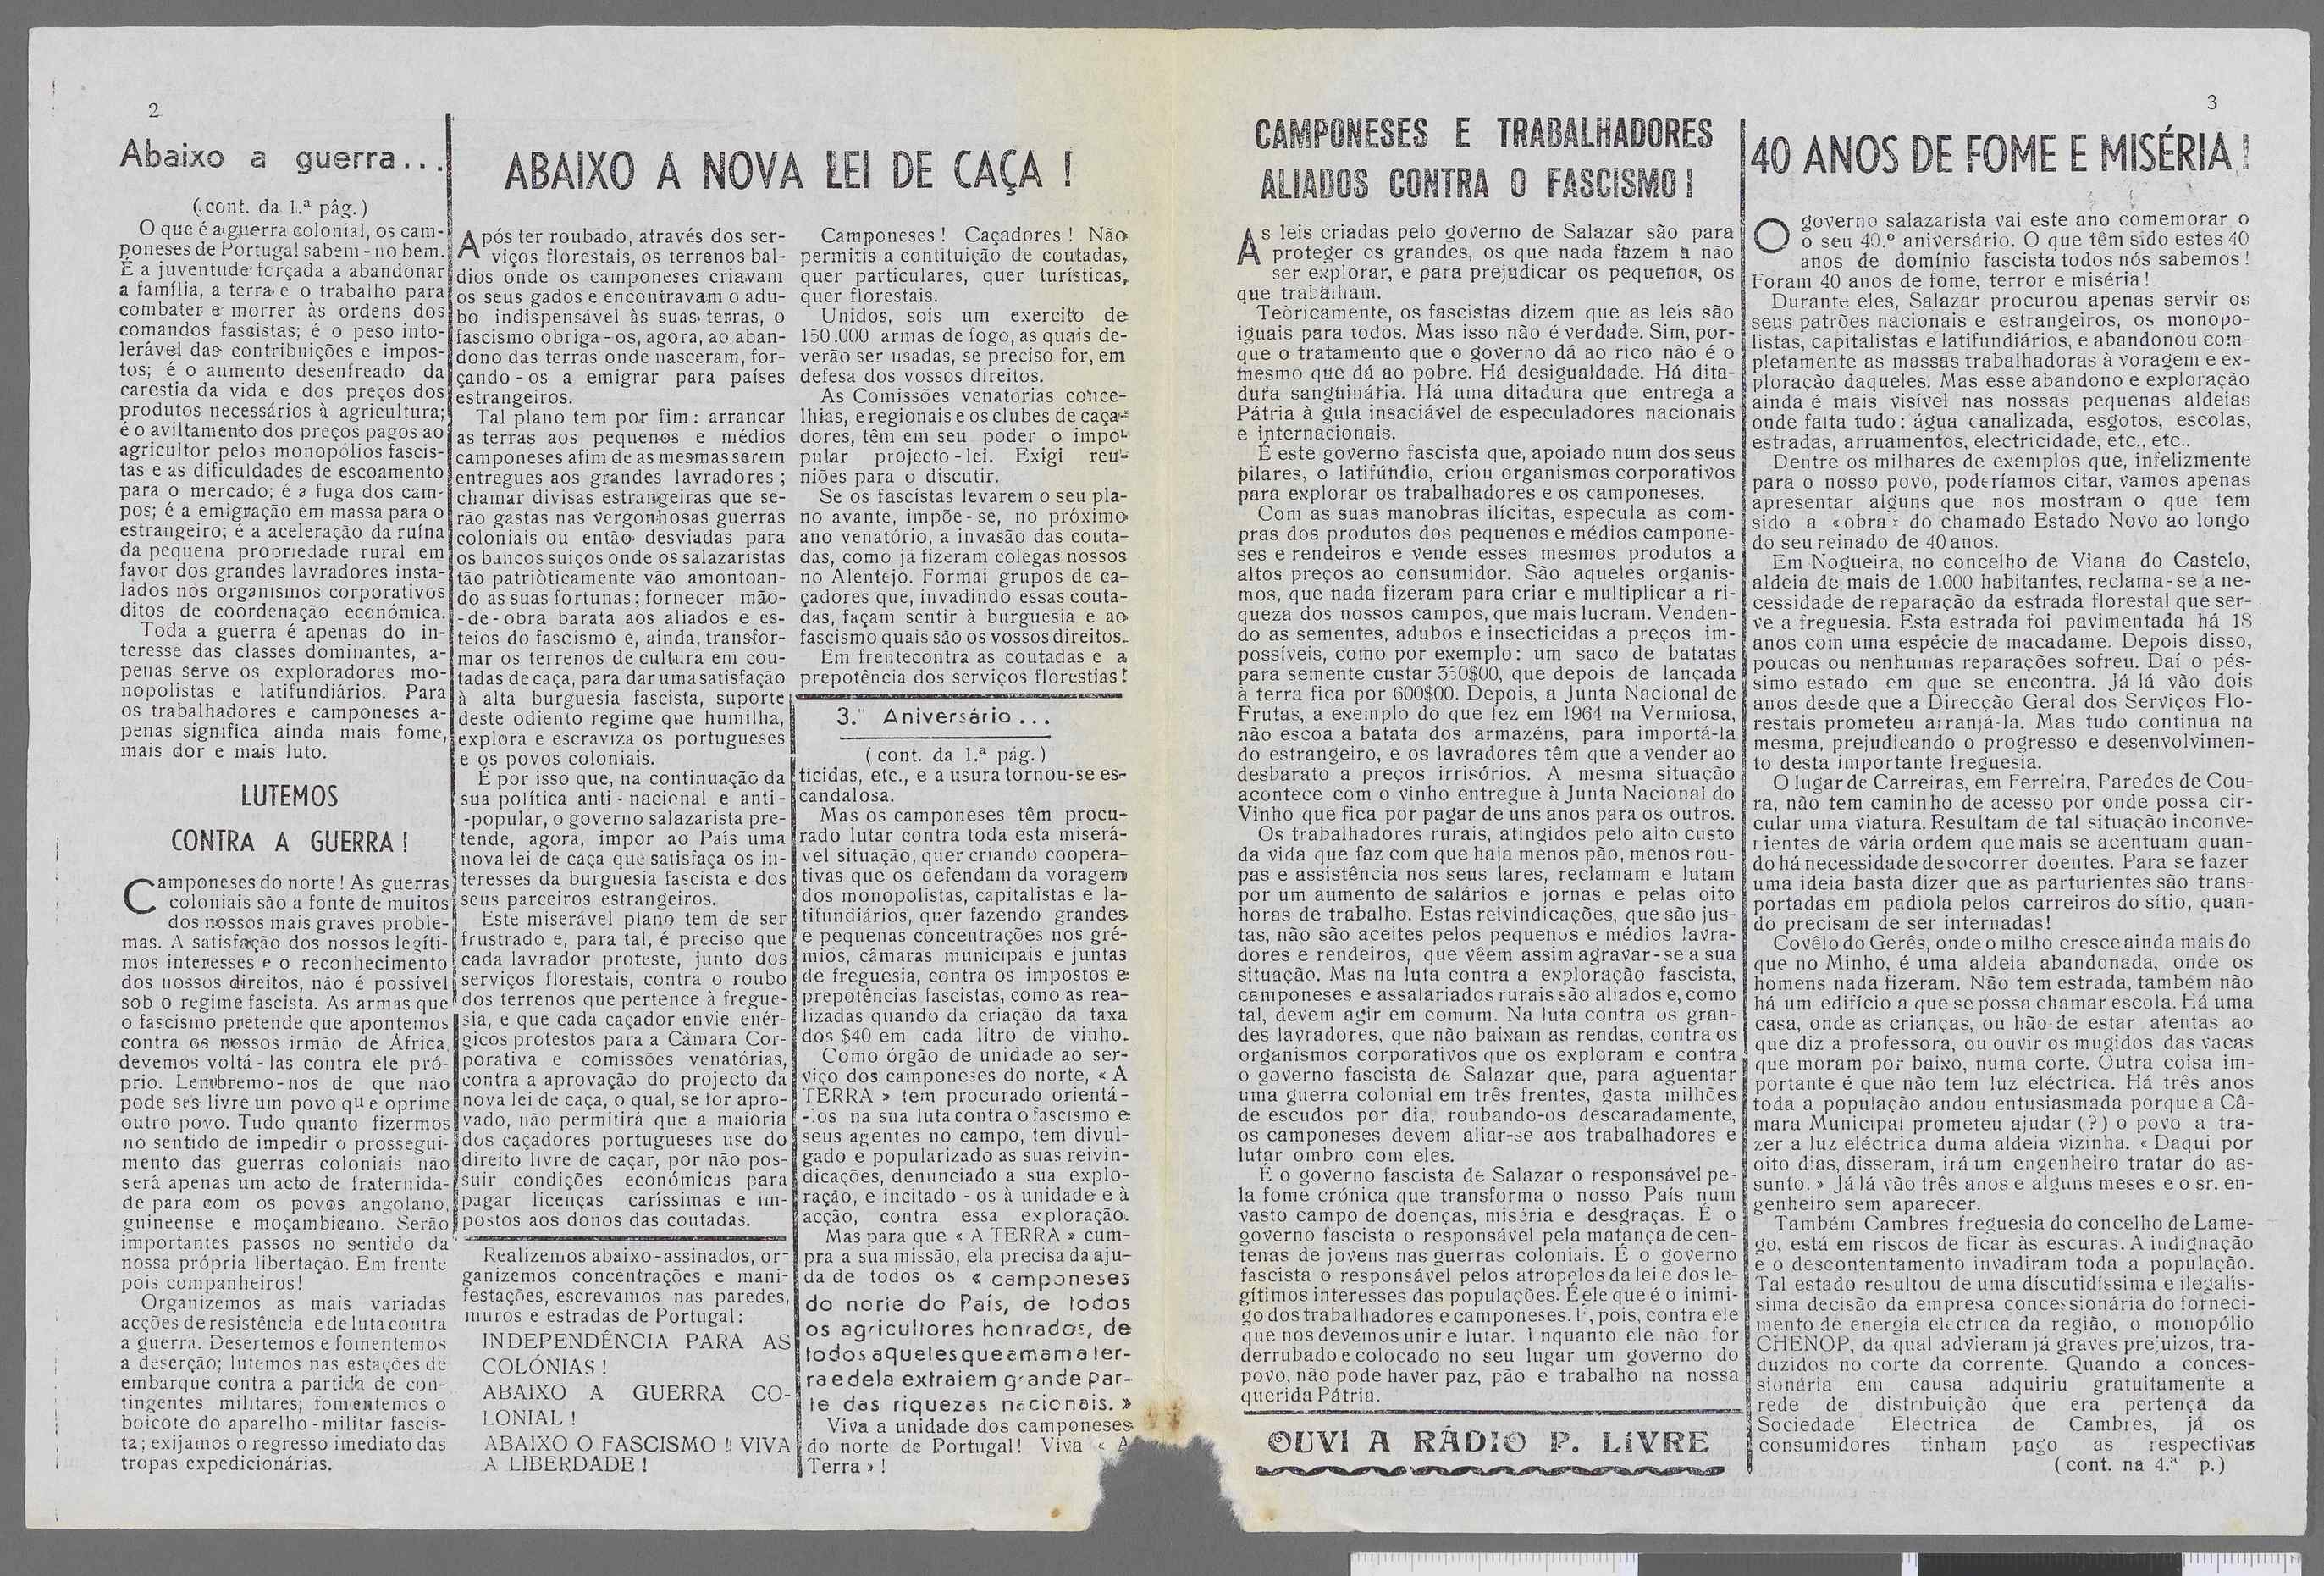 2
Abaixo a guerra...
(cont. da 1.ª pág.)
O que é a guerra colonial, os cam-
poneses de Portugal sabem-no bem.
É a juventude forçada a abandonar
a família, a terra e o trabalho para
combater e morrer às ordens dos
comandos fascistas; é o peso into-
lerável das contribuições e impos-
tos; é o aumento desenfreado da
carestia da vida e dos preços dos
produtos necessários à agricultura;
é o aviltamento dos preços pagos ao
agricultor pelos monopólios fascis-
tas e as dificuldades de escoamento
para o mercado; é a fuga dos cam-
pos; é a emigração em massa para o
estrangeiro; é a aceleração da ruína
da pequena propriedade rural em
favor dos grandes lavradores insta-
lados nos organismos corporativos
ditos de coordenação económica.
Toda a guerra é apenas do in-
teresse das classes dominantes, a-
penas serve os exploradores mo-
nopolistas e latifundiários. Para
os trabalhadores e camponeses a-
penas significa ainda mais fome,
mais dor e mais luto.
LUTEMOS
CONTRA A GUERRA!
Camponeses do norte! As guerras
coloniais são a fonte de muitos
dos nossos mais graves proble-
mas. A satisfação dos nossos legíti-
mos interesses e o reconhecimento
dos nossos direitos, não é possível
sob o regime fascista. As armas que
o fascismo pretende que apontemos
contra os nossos irmão de África,
devemos voltá-las contra ele pró-
prio. Lembremo-nos de que não
pode ses livre um povo que oprime
outro povo. Tudo quanto fizermos
no sentido de impedir o prossegui-
mento das guerras coloniais não
será apenas um acto de fraternida-
de para com os povos angolano,
guineense e moçambicano. Serão
importantes passos no sentido da
nossa própria libertação. Em frente
pois companheiros!
Organizemos as mais variadas
acções de resistência e de luta contra
a guerra. Desertemos e fomentemos
a deserção; lutemos nas estações de
embarque contra a partida de con-
tingentes militares; fomentemos o
boicote do aparelho-militar fascis-
ta; exijamos o regresso imediato das
tropas expedicionárias.
ABAIXO A NOVA LEI DE CAÇA!
Após ter roubado, através dos ser-
viços florestais, os terrenos bal-
dios onde os camponeses criavam
os seus gados e encontravam o adu-
bo indispensável às suas terras, o
fascismo obriga-os, agora, ao aban-
dono das terras onde nasceram, for-
çando-os a emigrar para países
estrangeiros.
Tal plano tem por fim: arrancar
as terras aos pequenos e médios
camponeses afim de as mesmas serem
entregues aos grandes lavradores;
chamar divisas estrangeiras que se-
rão gastas nas vergonhosas guerras
coloniais ou então desviadas para
os bancos suiços onde os salazaristas
tão patriòticamente vão amontoan-
do as suas fortunas; fornecer mão-
-de-obra barata aos aliados e es-
teios do fascismo e, ainda, transfor-
mar os terrenos de cultura em cou-
tadas de caça, para dar uma satisfação
à alta burguesia fascista, suporte
deste odiento regime que humilha,
explora e escraviza os portugueses
e os povos coloniais.
É por isso que, na continuação da
sua política anti-nacional e anti-
-popular, o governo salazarista pre-
tende, agora, impor ao País uma
nova lei de caça que satisfaça os in-
teresses da burguesia fascista e dos
seus parceiros estrangeiros.
Este miserável plano tem de ser
frustrado e, para tal, é preciso que
cada lavrador proteste, junto dos
serviços florestais, contra o roubo
dos terrenos que pertence à fregue-
sia, e que cada caçador envie enér-
gicos protestos para a Câmara Cor-
porativa e comissões venatórias,
contra a aprovação do projecto da
nova lei de caça, o qual, se for apro-
vado, não permitirá que a maioria
dos caçadores portugueses use do
direito livre de caçar, por não pos-
suir condições económicas para
pagar licenças caríssimas e im-
postos aos donos das coutadas.
Realizemos abaixo-assinados, or-
ganizemos concentrações e mani-
festações, escrevamos nas paredes,
muros e estradas de Portugal:
INDEPENDÊNCIA PARA AS
COLÓNIAS!
ABAIXO A GUERRA CO-
LONIAL!
ABAIXO O FASCISMO!! VIVA
A LIBERDADE!
Camponeses! Caçadores! Não
permitis a contituição de coutadas,
quer particulares, quer turísticas,
quer florestais.
Unidos, sois um exercito de
150.000 armas de fogo, as quais de-
verão ser usadas, se preciso for, em
defesa dos vossos direitos.
As Comissões venatórias conce-
lhias, e regionais e os clubes de caça-
dores, têm em seu poder o impo-
pular projecto-lei. Exigi reu-
niões para o discutir.
Se os fascistas levarem o seu pla-
no avante, impõe-se, no próximo
ano venatório, a invasão das couta-
das, como já fizeram colegas nossos
no Alentejo. Formai grupos de ca-
çadores que, invadindo essas couta-
das, façam sentir à burguesia e ao
fascismo quais são os vossos direitos.
Em frentecontra as coutadas e a
prepotência dos serviços florestias!
3.º Aniversário...
(cont. da 1.ª pág.)
ticidas, etc., e a usura tornou-se es-
candalosa.
Mas os camponeses têm procu-
rado lutar contra toda esta miserá-
vel situação, quer criando coopera-
tivas que os defendam da voragem
dos monopolistas, capitalistas e la-
tifundiários, quer fazendo grandes
e pequenas concentrações nos gré-
mios, câmaras municipais e juntas
de freguesia, contra os impostos e
prepotências fascistas, como as rea-
lizadas quando da criação da taxa
dos $40 em cada litro de vinho.
Como órgão de unidade ao ser-
viço dos camponeses do norte, «A
TERRA» tem procurado orientá-
-los na sua luta contra o fascismo e
seus agentes no campo, tem divul-
gado e popularizado as suas reivin-
dicações, denunciado a sua explo-
ração, e incitado-os à unidade e à
acção, contra essa exploração.
Mas para que «A TERRA» cum-
pra a sua missão, ela precisa da aju-
da de todos os «camponeses
do norte do País, de todos
os agricultores honrados, de
todos aqueles que amam a ter-
ra e dela extraiem grande par-
te das riquezas nacionais.»
Viva a unidade dos camponeses
do norte de Portugal! Viva «A
Terra»!
3
CAMPONESES E TRABALHADORES
ALIADOS CONTRA O FASCISMO!
As leis criadas pelo governo de Salazar são para
proteger os grandes, os que nada fazem a não
ser explorar, e para prejudicar os pequenos, os
que trabalham.
Teòricamente, os fascistas dizem que as leis são
iguais para todos. Mas isso não é verdade. Sim, por-
que o tratamento que o governo dá ao rico não é o
mesmo que dá ao pobre. Há desigualdade. Há dita-
dura sangüinária. Há uma ditadura que entrega a
Pátria à gula insaciável de especuladores nacionais
e internacionais.
É este governo fascista que, apoiado num dos seus
pilares, o latifúndio, criou organismos corporativos
para explorar os trabalhadores e os camponeses.
Com as suas manobras ilícitas, especula as com-
pras dos produtos dos pequenos e médios campone-
ses e rendeiros e vende esses mesmos produtos a
altos preços ao consumidor. São aqueles organis-
mos, que nada fizeram para criar e multiplicar a ri-
queza dos nossos campos, que mais lucram. Venden-
do as sementes, adubos e insecticidas a preços im-
possíveis, como por exemplo: um saco de batatas
para semente custar 350$00, que depois de lançada
à terra fica por 600$00. Depois, a Junta Nacional de
Frutas, a exemplo do que fez em 1964 na Vermiosa,
não escoa a batata dos armazéns, para importá-la
do estrangeiro, e os lavradores têm que a vender ao
desbarato a preços irrisórios. A mesma situação
acontece com o vinho entregue à Junta Nacional do
Vinho que fica por pagar de uns anos para os outros.
Os trabalhadores rurais, atingidos pelo alto custo
da vida que faz com que haja menos pão, menos rou-
pas e assistência nos seus lares, reclamam e lutam
por um aumento de salários e jornas e pelas oito
horas de trabalho. Estas reivindicações, que são jus-
tas, não são aceites pelos pequenos e médios lavra-
dores e rendeiros, que vêem assim agravar-se a sua
situação. Mas na luta contra a exploração fascista,
camponeses e assalariados rurais são aliados e, como
tal, devem agir em comum. Na luta contra os gran-
des lavradores, que não baixam as rendas, contra os
organismos corporativos que os exploram e contra
o governo fascista de Salazar que, para aguentar
uma guerra colonial em três frentes, gasta milhões
de escudos por dia, roubando-os descaradamente,
os camponeses devem aliar-se aos trabalhadores e
lutar ombro com eles.
É o governo fascista de Salazar o responsável pe-
la fome crónica que transforma o nosso País num
vasto campo de doenças, miséria e desgraças. É o
governo fascista o responsável pela matança de cen-
tenas de jovens nas guerras coloniais. É o governo
fascista o responsável pelos atropelos da lei e dos le-
gítimos interesses das populações. É ele que é o inimi-
go dos trabalhadores e camponeses. É, pois, contra ele
que nos devemos unir e lutar. Enquanto ele não for
derrubado e colocado no seu lugar um governo do
povo, não pode haver paz, pão e trabalho na nossa
querida Pátria.
OUVI A RÁDIO P. LIVRE
40 ANOS DE FOME E MISÉRIA!
O governo salazarista vai este ano comemorar o
o seu 40.º aniversário. O que têm sido estes 40
anos de domínio fascista todos nós sabemos!
Foram 40 anos de fome, terror e miséria!
Durante eles, Salazar procurou apenas servir os
seus patrões nacionais e estrangeiros, os monopo-
listas, capitalistas e latifundiários, e abandonou com-
pletamente as massas trabalhadoras à voragem e ex-
ploração daqueles. Mas esse abandono e exploração
ainda é mais visível nas nossas pequenas aldeias
onde falta tudo: água canalizada, esgotos, escolas,
estradas, arruamentos, electricidade, etc., etc..
Dentre os milhares de exemplos que, infelizmente
para o nosso povo, poderíamos citar, vamos apenas
apresentar alguns que nos mostram o que tem
sido a «obra» do chamado Estado Novo ao longo
do seu reinado de 40 anos.
Em Nogueira, no concelho de Viana do Castelo,
aldeia de mais de 1.000 habitantes, reclama-se a ne-
cessidade de reparação da estrada florestal que ser-
ve a freguesia. Esta estrada foi pavimentada há 18
anos com uma espécie de macadame. Depois disso,
poucas ou nenhumas reparações sofreu. Daí o pés-
simo estado em que se encontra. Já lá vão dois
anos desde que a Direcção Geral dos Serviços Flo-
restais prometeu arranjá-la. Mas tudo continua na
mesma, prejudicando o progresso e desenvolvimen-
to desta importante freguesia.
O lugar de Carreiras, em Ferreira, Paredes de Cou-
ra, não tem caminho de acesso por onde possa cir-
cular uma viatura. Resultam de tal situação inconve-
nientes de vária ordem que mais se acentuam quan-
do há necessidade de socorrer doentes. Para se fazer
uma ideia basta dizer que as parturientes são trans-
portadas em padiola pelos carreiros do sítio, quan-
do precisam de ser internadas!
Covêlo do Gerês, onde o milho cresce ainda mais do
que no Minho, é uma aldeia abandonada, onde os
homens nada fizeram. Não tem estrada, também não
há um edifício a que se possa chamar escola. Há uma
casa, onde as crianças, ou hão-de estar atentas ao
que diz a professora, ou ouvir os mugidos das vacas
que moram por baixo, numa corte. Outra coisa im-
portante é que não tem luz eléctrica. Há três anos
toda a população andou entusiasmada porque a Câ-
mara Municipal prometeu ajudar (?) o povo a tra-
zer a luz eléctrica duma aldeia vizinha. «Daqui por
oito dias, disseram, irá um engenheiro tratar do as-
sunto.» Já lá vão três anos e alguns meses e o sr. en-
genheiro sem aparecer.
Também Cambres freguesia do concelho de Lame-
go, está em riscos de ficar às escuras. A indignação
e o descontentamento invadiram toda a população.
Tal estado resultou de uma discutidíssima e ilegalís-
sima decisão da empresa concessionária do forneci-
mento de energia electrica da região, o monopólio
CHENOP, da qual advieram já graves prejuizos, tra-
duzidos no corte da corrente. Quando a conces-
sionária em causa adquiriu gratuitamente a
rede de distribuição que era pertença da
Sociedade Eléctrica de Cambres, já os
consumidores tinham pago as respectivas
(cont. na 4.ª p.)